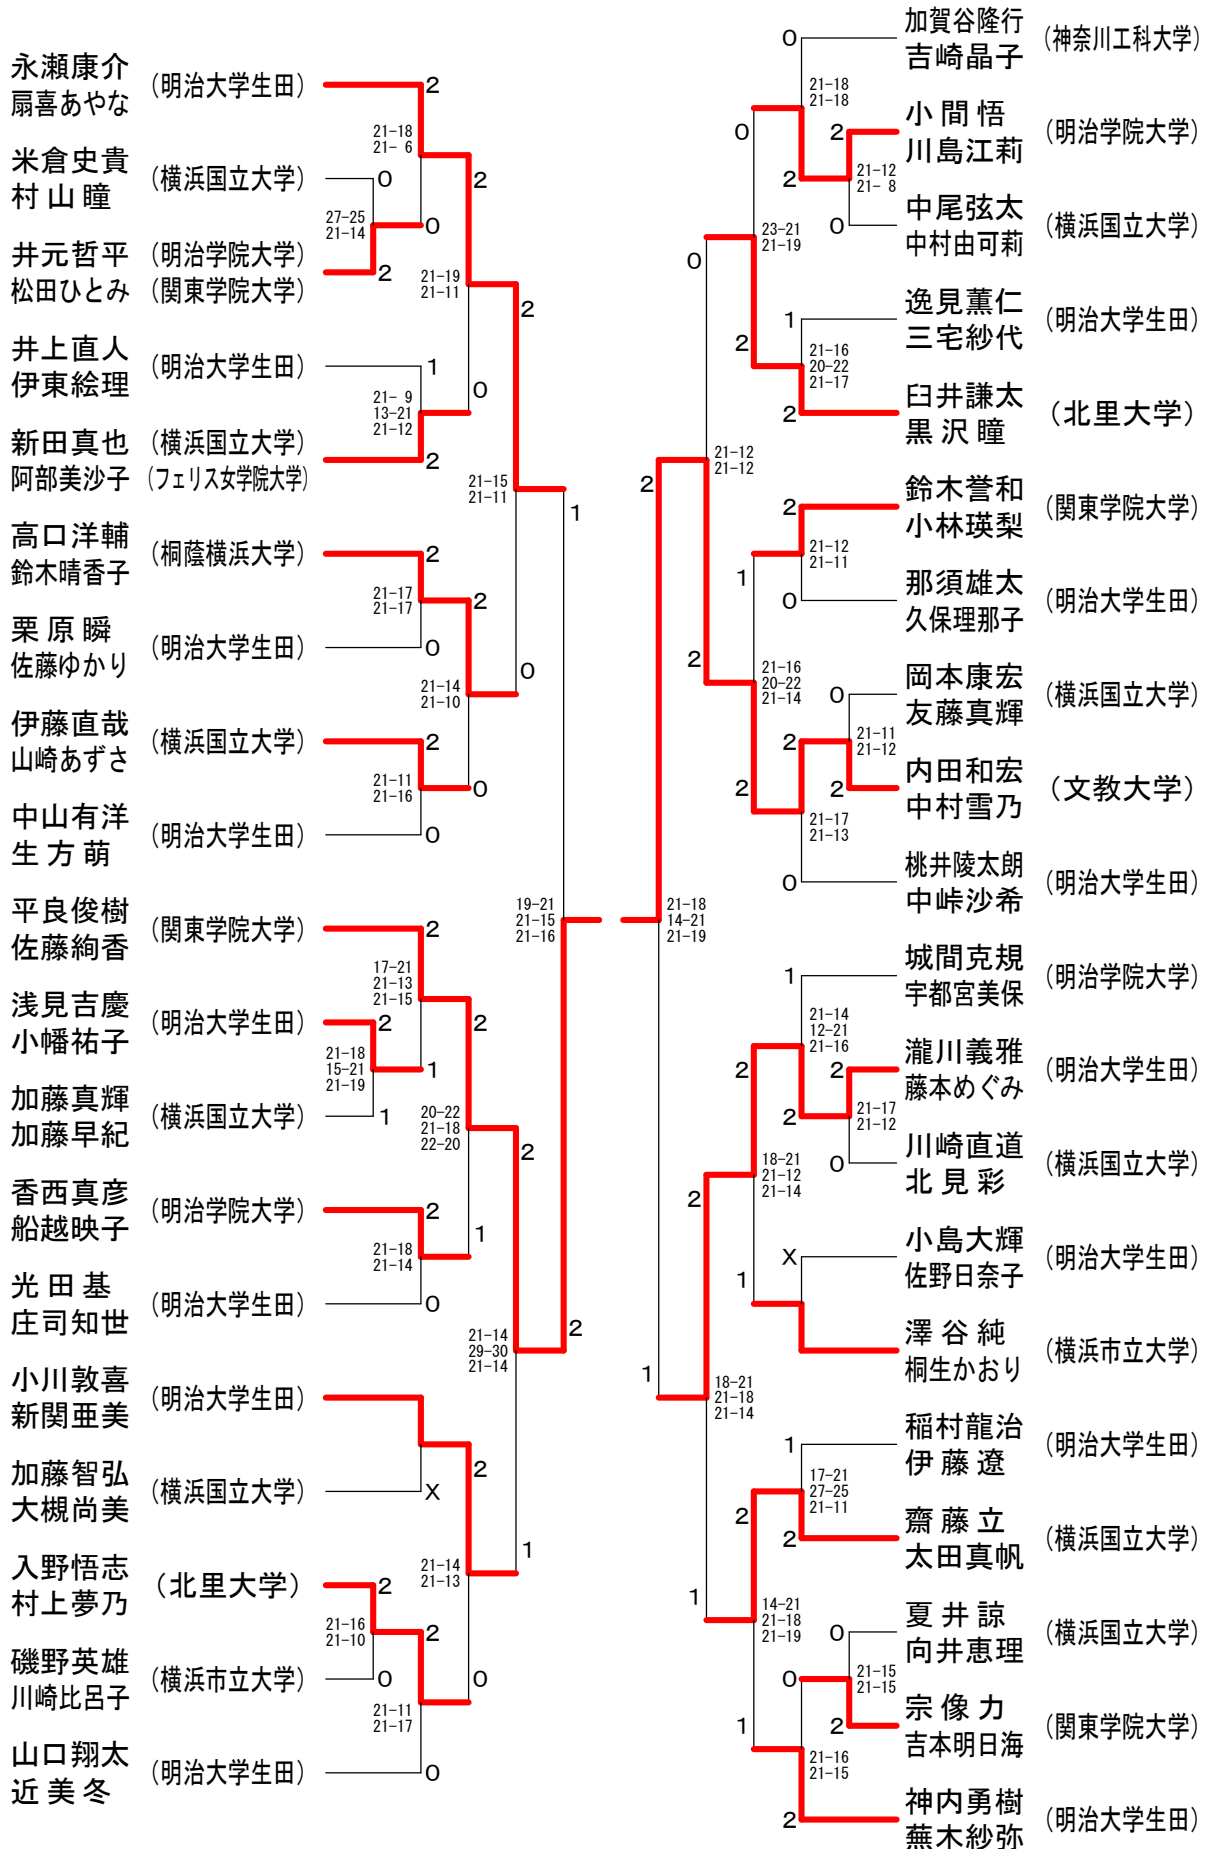 永瀬康介 (明治大学生田) 2
扇喜あやな
21-18
21- 6
2
米倉史貴 (横浜国立大学) 0
村山瞳
27-25
21-14
0
井元哲平 (明治学院大学)
松田ひとみ (関東学院大学) 2
21-19
21-11
2
井上直人 (明治大学生田) 1
伊東絵理
21- 9
13-21
21-12
0
新田真也 (横浜国立大学) 2
阿部美沙子 (フェリス女学院大学)
21-15
21-11
1
高口洋輔 (桐蔭横浜大学) 2
鈴木晴香子
21-17
21-17
2
栗原瞬 (明治大学生田) 0
佐藤ゆかり
21-14
21-10
0
伊藤直哉 (横浜国立大学) 2
山崎あずさ
21-11
21-16
0
中山有洋 (明治大学生田) 0
生方萌
19-21
21-15
21-16
平良俊樹 (関東学院大学) 2
佐藤絢香
17-21
21-13
21-15
2
浅見吉慶 (明治大学生田) 2
小幡祐子
21-18
15-21
21-19
1
加藤真輝 (横浜国立大学) 1
加藤早紀
20-22
21-18
22-20
2
香西真彦 (明治学院大学) 2
船越映子
21-18
21-14
1
光田基 (明治大学生田) 0
庄司知世
21-14
29-30
21-14
2
小川敦喜 (明治大学生田)
新関亜美
2
加藤智弘 (横浜国立大学) X
大槻尚美
21-14
21-13
1
入野悟志 (北里大学) 2
村上夢乃
21-16
21-10
2
磯野英雄 (横浜市立大学) 0
川崎比呂子
0
21-11
21-17
山口翔太 (明治大学生田) 0
近美冬
0 加賀谷隆行 (神奈川工科大学)
吉崎晶子
21-18
21-18
0
2 小間悟 (明治学院大学)
川島江莉
2
21-12
21- 8
0 中尾弦太 (横浜国立大学)
中村由可莉
23-21
21-19
0
1 逸見薫仁 (明治大学生田)
三宅紗代
2
21-16
20-22
21-17
2 臼井謙太 (北里大学)
黒沢瞳
21-12
21-12
2
2 鈴木誉和 (関東学院大学)
小林瑛梨
21-12
21-11
1
0 那須雄太 (明治大学生田)
久保理那子
21-16
20-22
21-14
2
0 岡本康宏 (横浜国立大学)
友藤真輝
21-11
21-12
2
2
2 内田和宏 (文教大学)
中村雪乃
21-17
21-13
0 桃井陵太朗 (明治大学生田)
中峠沙希
21-18
14-21
21-19
1 城間克規 (明治学院大学)
宇都宮美保
21-14
12-21
21-16
2
2 瀧川義雅 (明治大学生田)
藤本めぐみ
2
21-17
21-12
0 川崎直道 (横浜国立大学)
北見彩
18-21
21-12
21-14
2
X 小島大輝 (明治大学生田)
佐野日奈子
1
澤谷純 (横浜市立大学)
桐生かおり
1
18-21
21-18
21-14
1 稲村龍治 (明治大学生田)
伊藤遼
17-21
27-25
21-11
2
2 齋藤立 (横浜国立大学)
太田真帆
1
14-21
21-18
21-19
0 夏井諒 (横浜国立大学)
向井恵理
0
21-15
21-15
2 宗像力 (関東学院大学)
吉本明日海
1
21-16
21-15
2 神内勇樹 (明治大学生田)
蕪木紗弥